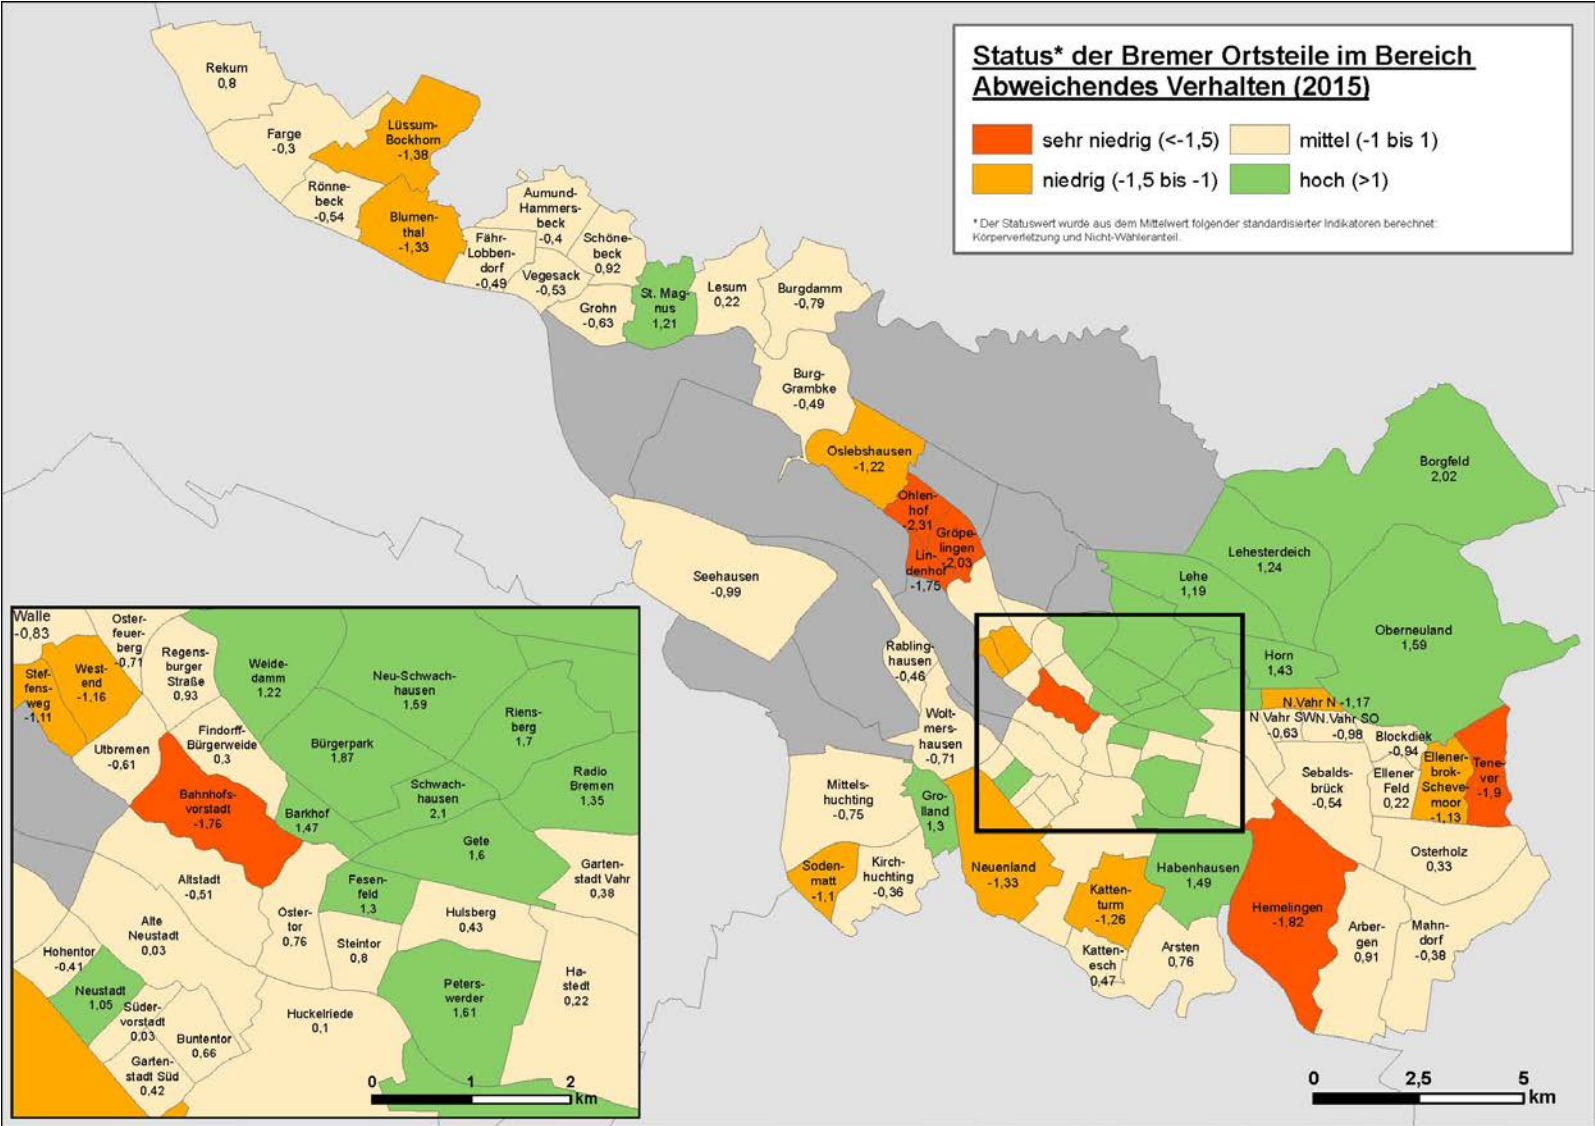 Status* der Bremer Ortsteile im Bereich
Abweichendes Verhalten (2015)
sehr niedrig (<-1,5)
mittel (-1 bis 1)
niedrig (-1,5 bis -1)
hoch (>1)
* Der Statuswert wurde aus dem Mittelwert folgender standardisierter Indikatoren berechnet:
Körperverletzung und Nicht-Wähleranteil.
Rekum
0,8
Farge
-0,3
Lüssum-
Bockhorn
-1,38
Rönne-
beck
-0,54
Blumen-
thal
-1,33
Aumund-
Hammers-
beck
-0,4
Fähr-
Lobben-
dorf
-0,49
Schöne-
beck
0,92
Vegesack
-0,53
Grohn
-0,63
St. Mag-
nus
1,21
Lesum
0,22
Burgdamm
-0,79
Burg-
Grambke
-0,49
Oslebshausen
-1,22
Ohlen-
hof
-2,31
Gröpe-
lingen
-2,03
Lin-
denhof
-1,75
Seehausen
-0,99
Borgfeld
2,02
Lehesterdeich
1,24
Lehe
1,19
Oberneuland
1,59
Horn
1,43
N.Vahr N -1,17
N Vahr SW
-0,63
N.Vahr SO
-0,98
Blockdiek
-0,94
Rabling-
hausen
-0,46
Wolt-
mers-
hausen
-0,71
Mittels-
huchting
-0,75
Gro-
lland
1,3
Soden-
matt
-1,1
Kirch-
huchting
-0,36
Neuenland
-1,33
Katten-
turm
-1,26
Katten-
esch
0,47
Arsten
0,76
Habenhausen
1,49
Hemelingen
-1,82
Sebalds-
brück
-0,54
Ellener
Feld
0,22
Ellener-
brok-
Scheve-
moor
-1,13
Tene-
ver
-1,9
Osterholz
0,33
Arber-
gen
0,91
Mahn-
dorf
-0,38
Walle
-0,83
Oster-
feuer-
berg
-0,71
Stef-
fens-
weg
-1,11
West-
end
-1,16
Regens-
burger
Straße
0,93
Weide-
damm
1,22
Neu-Schwach-
hausen
1,59
Riens-
berg
1,7
Utbremen
-0,61
Findorff-
Bürgerweide
0,3
Bürgerpark
1,87
Radio
Bremen
1,35
Schwach-
hausen
2,1
Bahnhofs-
vorstadt
-1,76
Barkhof
1,47
Gete
1,6
Altstadt
-0,51
Fesen-
feld
1,3
Garten-
stadt Vahr
0,38
Hulsberg
0,43
Oster-
tor
0,76
Alte
Neustadt
0,03
Steintor
0,8
Hohentor
-0,41
Peters-
werder
1,61
Ha-
stedt
0,22
Neustadt
1,05
Süder-
vorstadt
0,03
Huckelriede
0,1
Buntentor
0,66
Garten-
stadt Süd
0,42
0 1 2
km
0 2,5 5
km